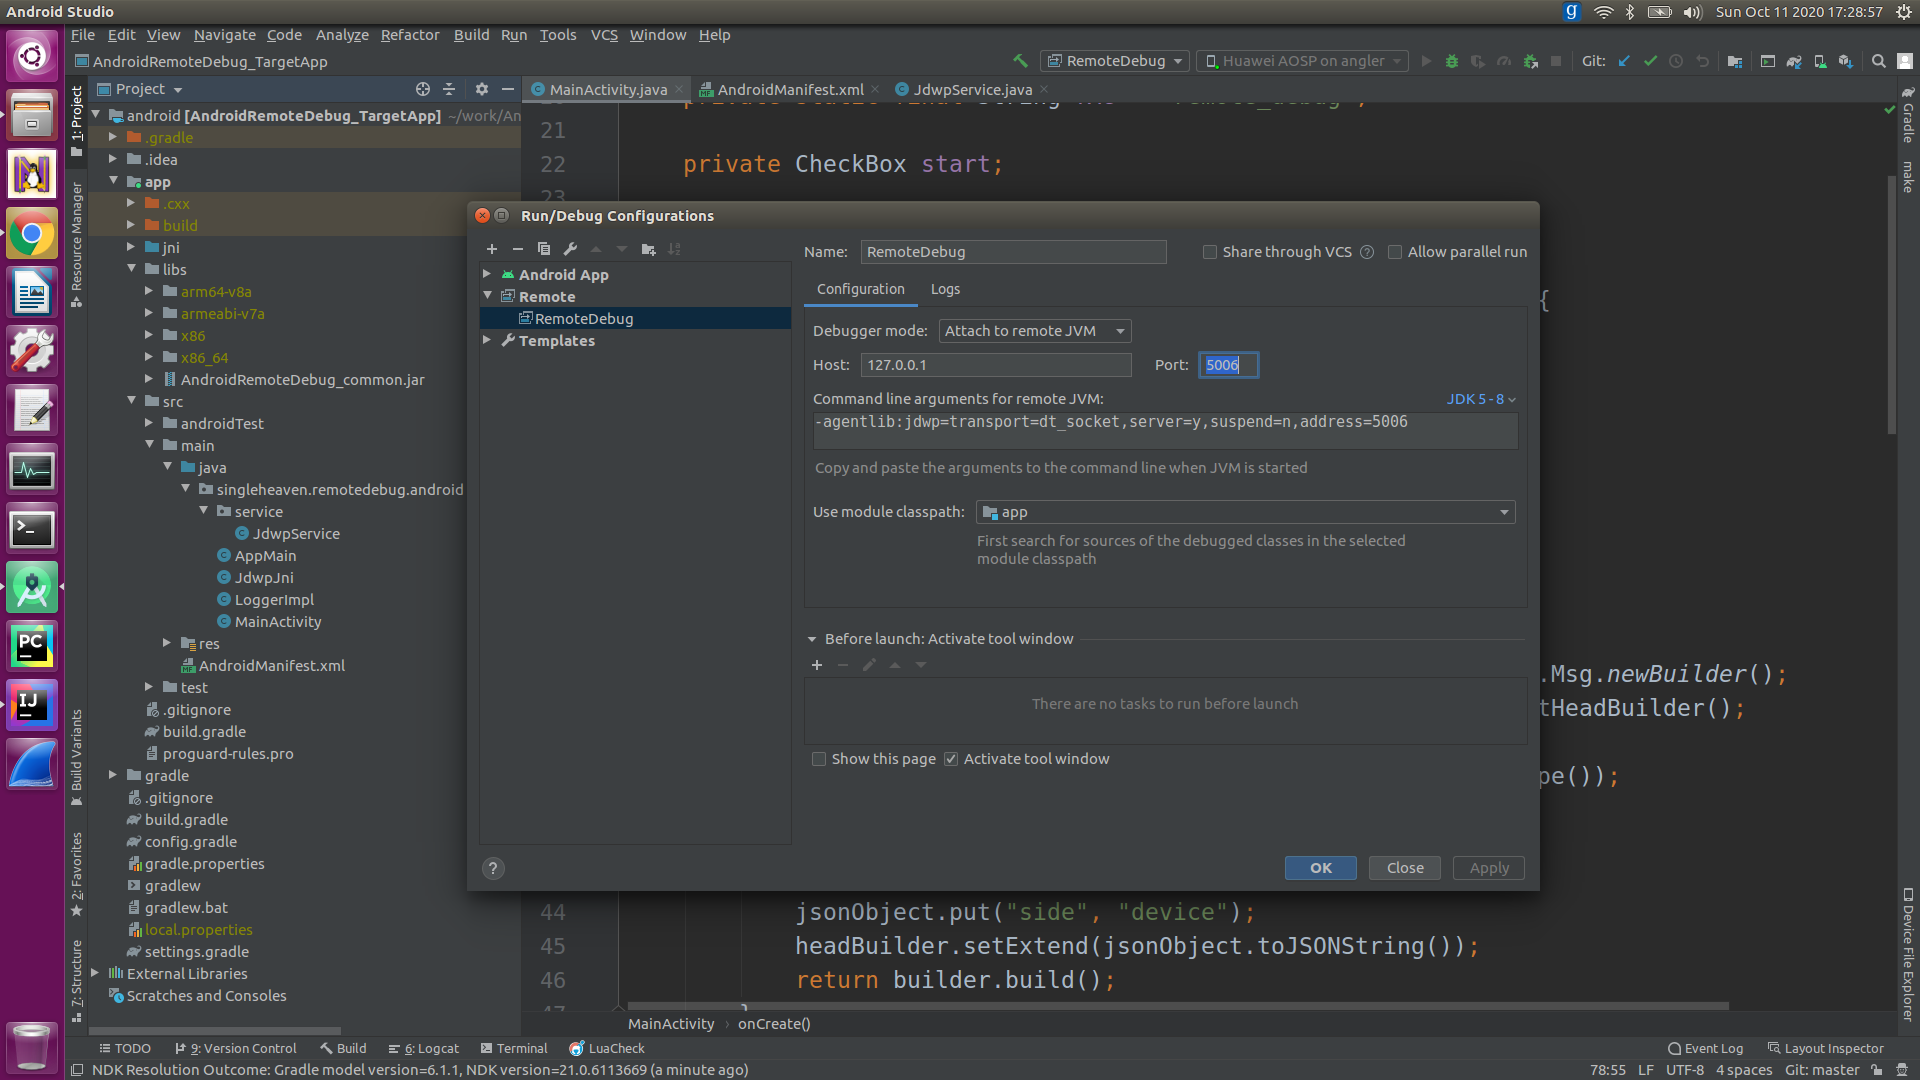 Android Studio
Sun Oct 11 2020 17:28:57
File Edit View Navigate Code Analyze Refactor Build Run Tools VCS Window Help
AndroidRemoteDebug_TargetApp
RemoteDebug
Huawei AOSP on angler
Git:
Project
MainActivity.java
AndroidManifest.xml
JdwpService.java
1: Project
Resource Manager
Build Variants
2: Favorites
7: Structure
Gradle
make
Device File Explorer
android [AndroidRemoteDebug_TargetApp] ~/work/An
.gradle
.idea
app
.cxx
build
jni
libs
arm64-v8a
armeabi-v7a
x86
x86_64
AndroidRemoteDebug_common.jar
src
androidTest
main
java
singleheaven.remotedebug.android
service
JdwpService
AppMain
JdwpJni
LoggerImpl
MainActivity
res
AndroidManifest.xml
test
.gitignore
build.gradle
proguard-rules.pro
gradle
.gitignore
build.gradle
config.gradle
gradle.properties
gradlew
gradlew.bat
local.properties
settings.gradle
External Libraries
Scratches and Consoles
21
22 private CheckBox start;
23
{
.Msg.newBuilder();
tHeadBuilder();
pe());
44 jsonObject.put("side", "device");
45 headBuilder.setExtend(jsonObject.toJSONString());
46 return builder.build();
47 }
MainActivity › onCreate()
Run/Debug Configurations
Android App
Remote
RemoteDebug
Templates
Name: RemoteDebug
Share through VCS
Allow parallel run
Configuration Logs
Debugger mode: Attach to remote JVM
Host: 127.0.0.1 Port: 5006
Command line arguments for remote JVM: JDK 5 - 8
-agentlib:jdwp=transport=dt_socket,server=y,suspend=n,address=5006
Copy and paste the arguments to the command line when JVM is started
Use module classpath: app
First search for sources of the debugged classes in the selected
module classpath
Before launch: Activate tool window
There are no tasks to run before launch
Show this page Activate tool window
?
OK Close Apply
TODO 9: Version Control Build 6: Logcat Terminal LuaCheck
Event Log Layout Inspector
NDK Resolution Outcome: Gradle model version=6.1.1, NDK version=21.0.6113669 (a minute ago)
78:55 LF UTF-8 4 spaces Git: master